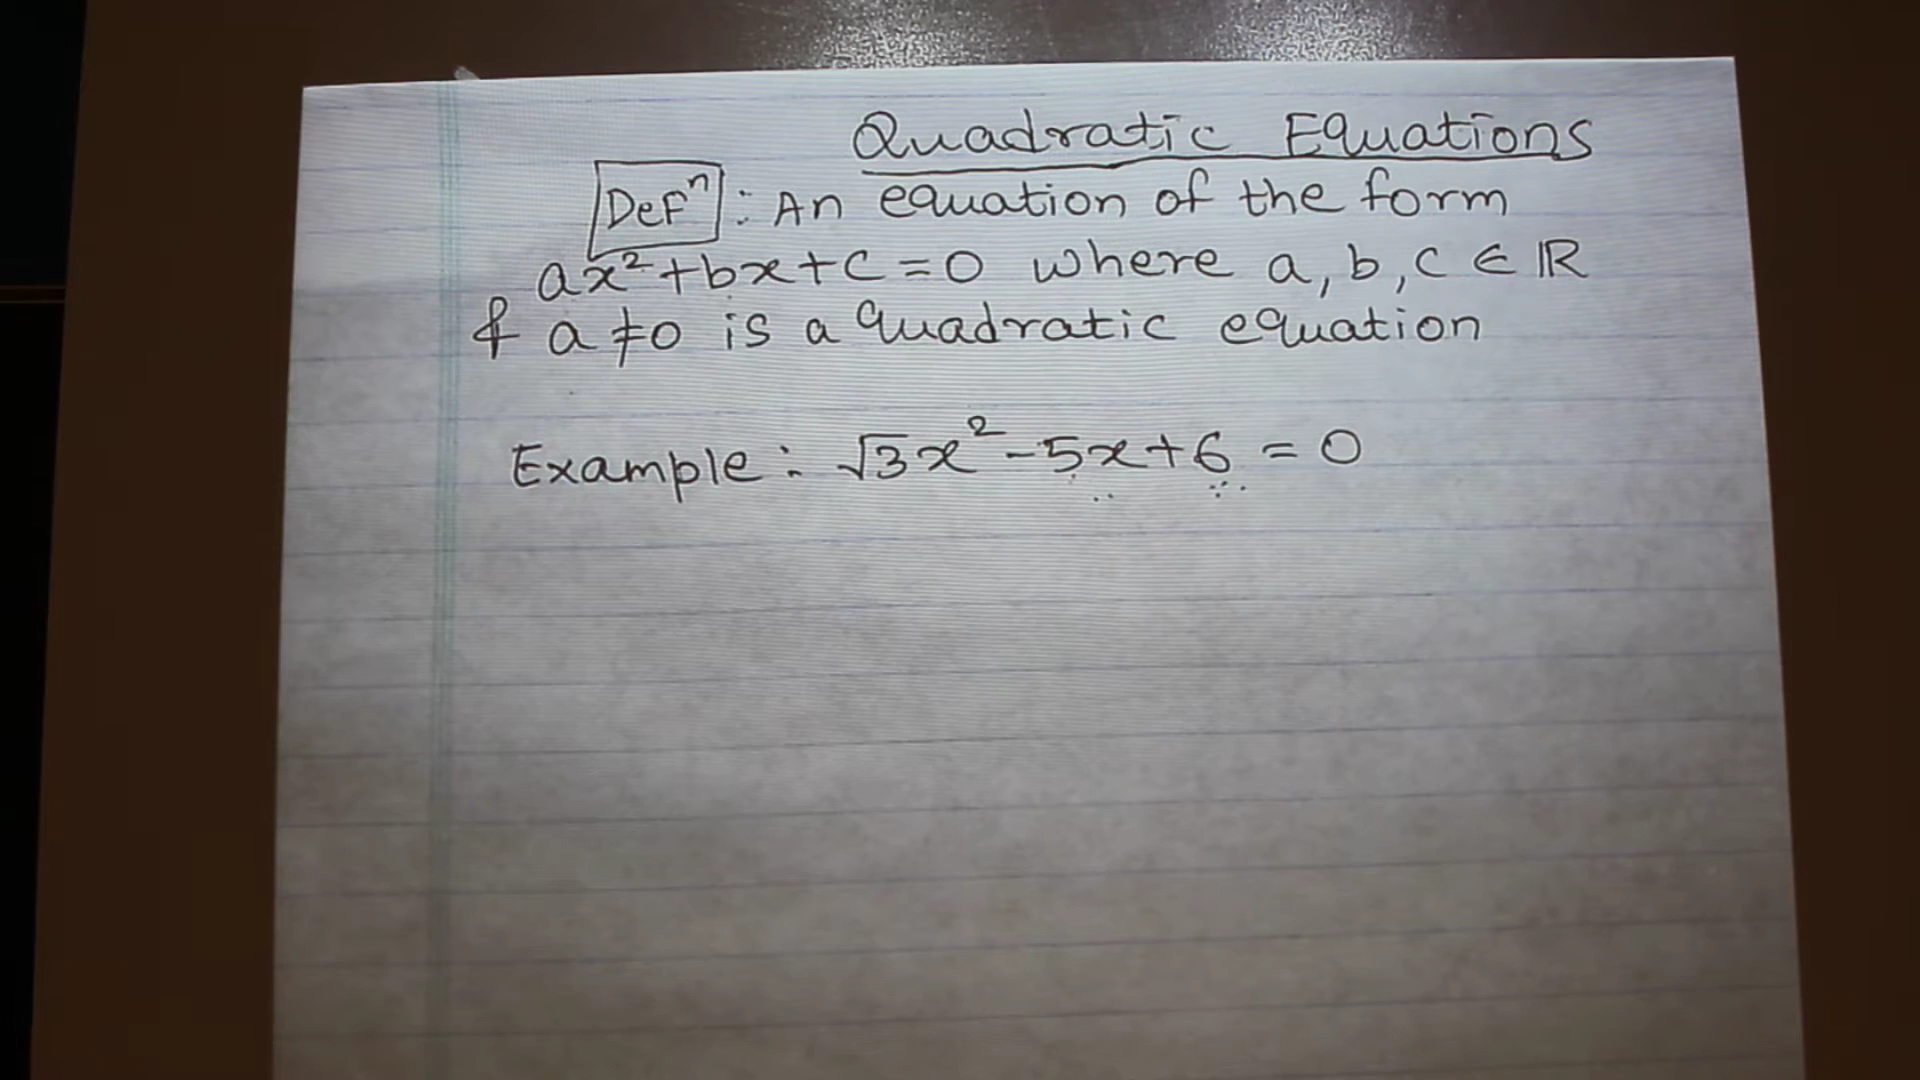 Quadratic Equations
Defⁿ : An equation of the form
ax² + bx + c = 0 where a, b, c ∈ ℝ
& a ≠ 0 is a quadratic equation
Example : √3x² - 5x + 6 = 0